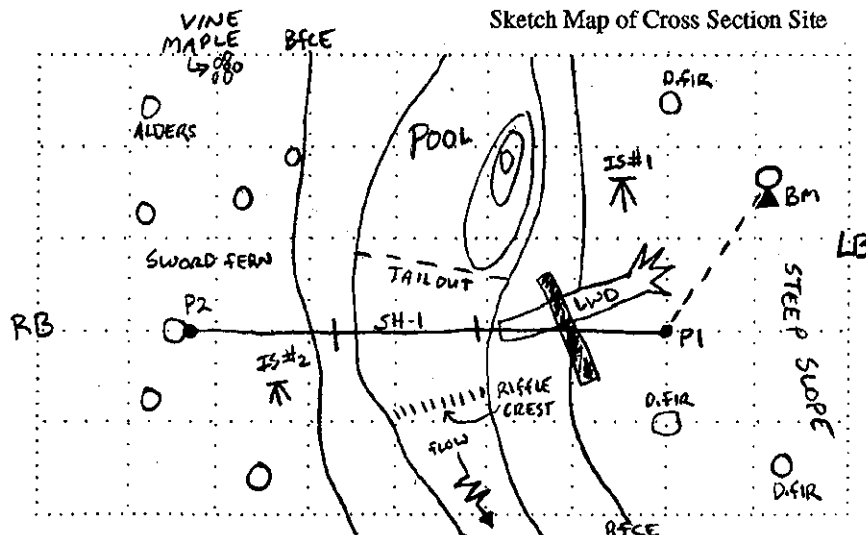 Sketch Map of Cross Section Site
VINE
MAPLE
BfCE
D.FIR
ALDERS
POOL
IS#1
BM
LB
SWORD FERN
TAILOUT
STEEP SLOPE
LWD
P2
RB
SH-1
P1
IS#2
RIFFLE
CREST
D.FIR
FLOW
D.FIR
BFCE